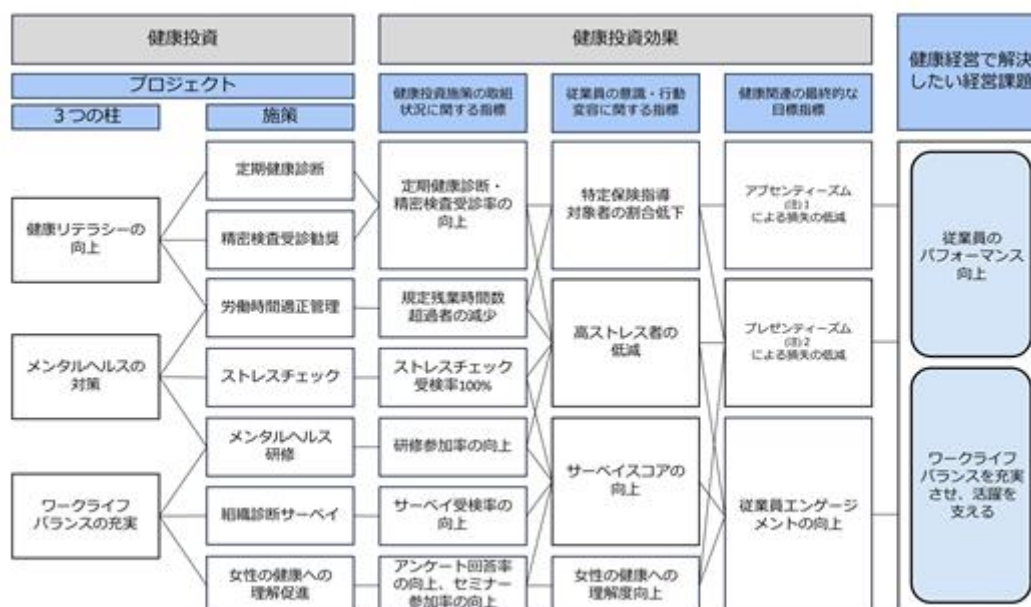 健康投資
健康投資効果
健康経営で解決
したい経営課題
プロジェクト
3つの柱
施策
健康投資施策の取組
状況に関する指標
従業員の意識・行動
変容に関する指標
健康関連の最終的な
目標指標
健康リテラシーの
向上
メンタルヘルスの
対策
ワークライフ
バランスの充実
定期健康診断
精密検査受診勧奨
労働時間適正管理
ストレスチェック
メンタルヘルス
研修
組織診断サーベイ
女性の健康への
理解促進
定期健康診断・
精密検査受診率の
向上
規定残業時間数
超過者の減少
ストレスチェック
受検率100%
研修参加率の向上
サーベイ受検率の
向上
アンケート回答率
の向上、セミナー
参加率の向上
特定保険指導
対象者の割合低下
高ストレス者の
低減
サーベイスコアの
向上
女性の健康への
理解度向上
アブセンティーズム
(注)1
による損失の低減
プレゼンティーズム
(注)2
による損失の低減
従業員エンゲージ
メントの向上
従業員の
パフォーマンス
向上
ワークライフ
バランスを充実
させ、活躍を
支える